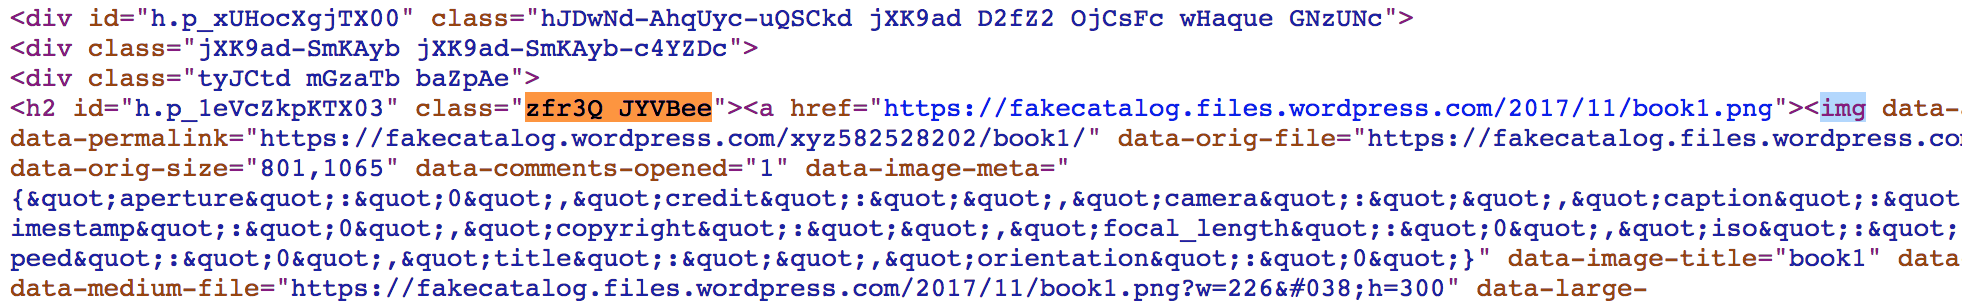 <div id="h.p_xUHocXgjTX00" class="hJDwNd-AhqUyc-uQSCkd jXK9ad D2fZ2 OjCsFc wHaque GNzUNc">
<div class="jXK9ad-SmKAyb jXK9ad-SmKAyb-c4YZDc">
<div class="tyJCtd mGzaTb baZpAe">
<h2 id="h.p_1eVcZkpKTX03" class="zfr3Q JYVBee"><a href="https://fakecatalog.files.wordpress.com/2017/11/book1.png"><img data-
data-permalink="https://fakecatalog.wordpress.com/xyz582528202/book1/" data-orig-file="https://fakecatalog.files.wordpress.co
data-orig-size="801,1065" data-comments-opened="1" data-image-meta="
{&quot;aperture&quot;:&quot;0&quot;,&quot;credit&quot;:&quot;&quot;,&quot;camera&quot;:&quot;&quot;,&quot;caption&quot;:&quot
imestamp&quot;:&quot;0&quot;,&quot;copyright&quot;:&quot;&quot;,&quot;focal_length&quot;:&quot;0&quot;,&quot;iso&quot;:&quot;
peed&quot;:&quot;0&quot;,&quot;title&quot;:&quot;&quot;,&quot;orientation&quot;:&quot;0&quot;}" data-image-title="book1" data
data-medium-file="https://fakecatalog.files.wordpress.com/2017/11/book1.png?w=226&#038;h=300" data-large-